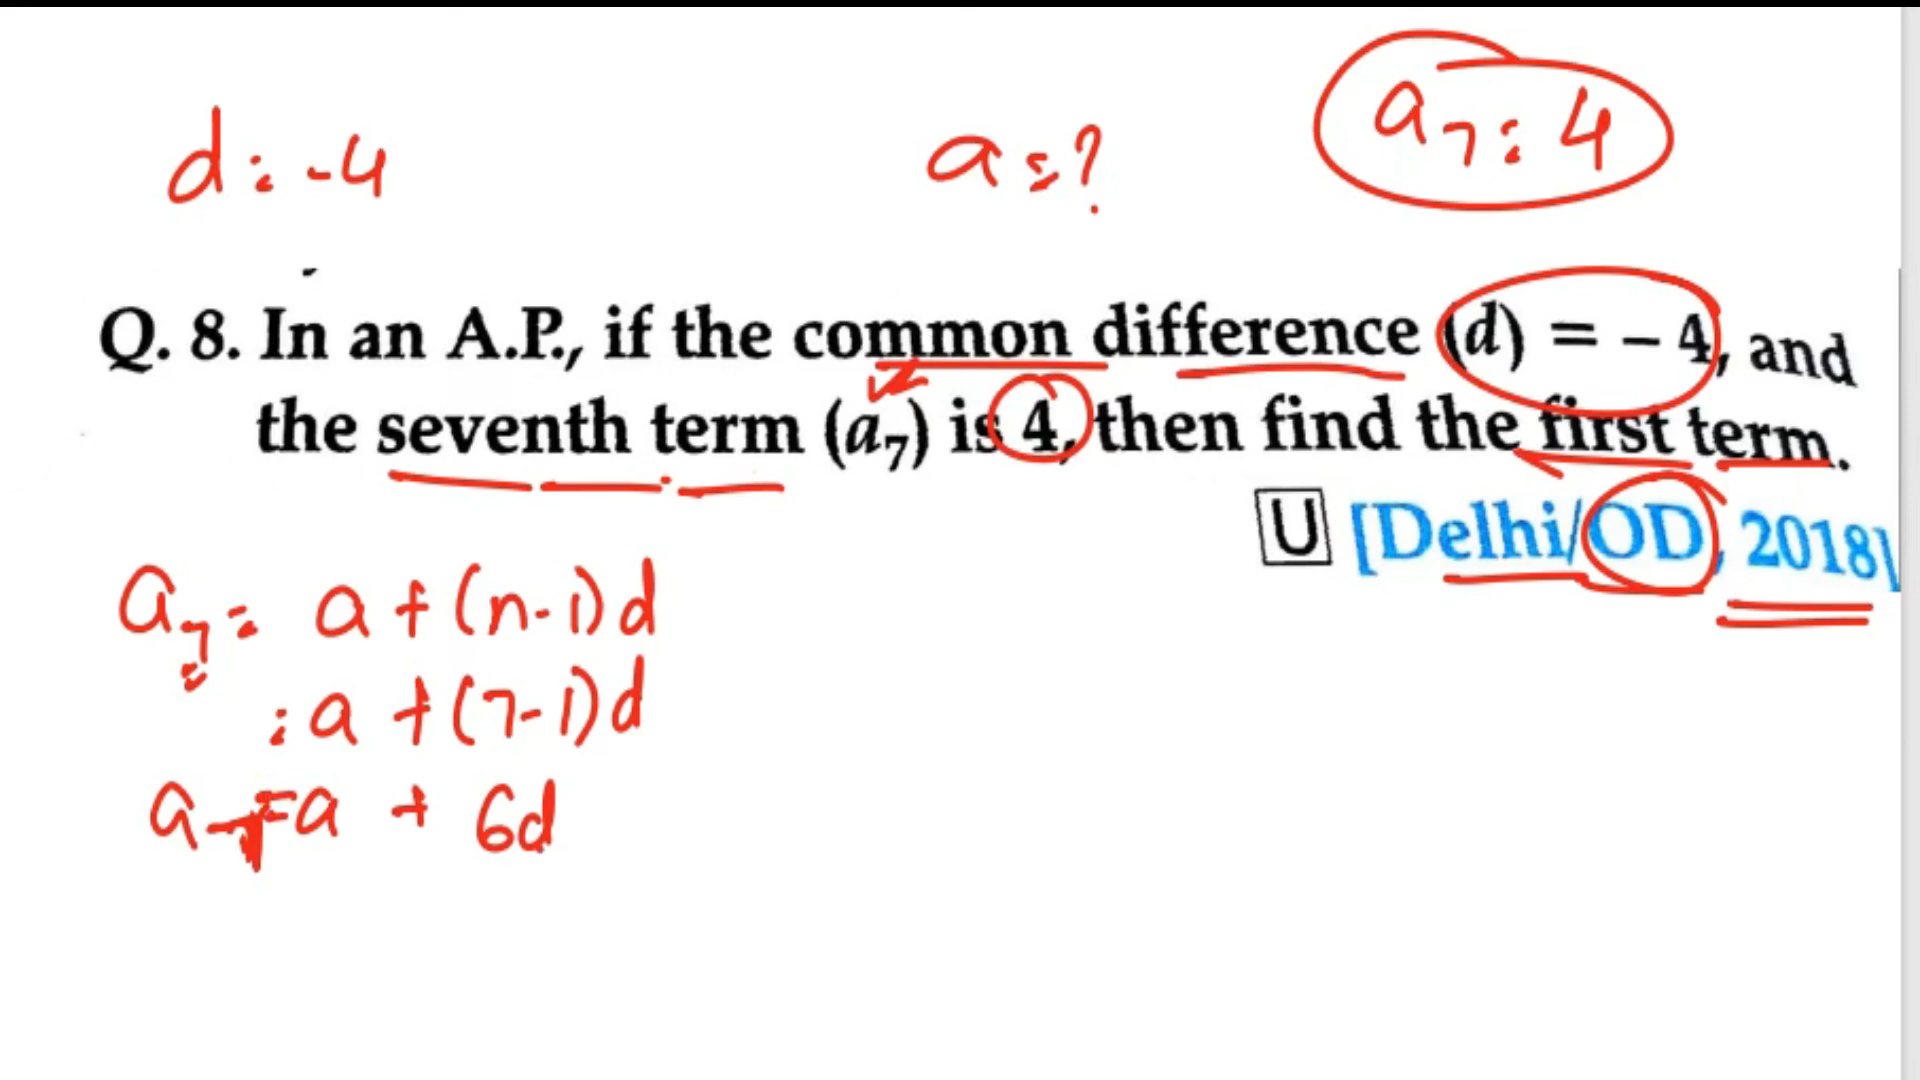 d = -4
a = ?
a₇ = 4
Q. 8. In an A.P., if the common difference (d) = – 4, and
the seventh term (a₇) is 4, then find the first term.
U [Delhi/OD, 2018]
a₇ = a + (n-1)d
= a + (7-1)d
a₇ = a + 6d